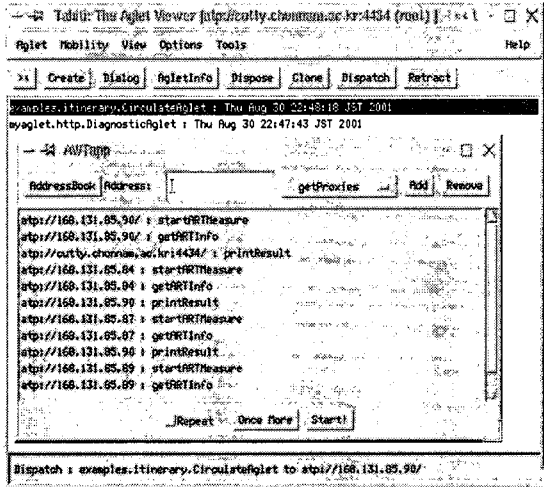 Tahiti: The Aglet Viewer [atp://cutty.chonnam.ac.kr:4434 (root)]
Aglet Mobility View Options Tools Help
Create Dialog AgletInfo Dispose Clone Dispatch Retract
examples.itinerary.CirculateAglet : Thu Aug 30 22:48:18 JST 2001
myaglet.http.DiagnosticAglet : Thu Aug 30 22:47:43 JST 2001
AWTapp
AddressBook Address: getProxies Add Remove
atp://168.131.85.90/ : startARTMeasure
atp://168.131.85.90/ : getARTInfo
atp://cutty.chonnam.ac.kr:4434/ : printResult
atp://168.131.85.84 : startARTMeasure
atp://168.131.85.84 : getARTInfo
atp://168.131.85.90 : printResult
atp://168.131.85.87 : startARTMeasure
atp://168.131.85.87 : getARTInfo
atp://168.131.85.90 : printResult
atp://168.131.85.89 : startARTMeasure
atp://168.131.85.89 : getARTInfo
Repeat Once More Start!
Dispatch : examples.itinerary.CirculateAglet to atp://168.131.85.90/